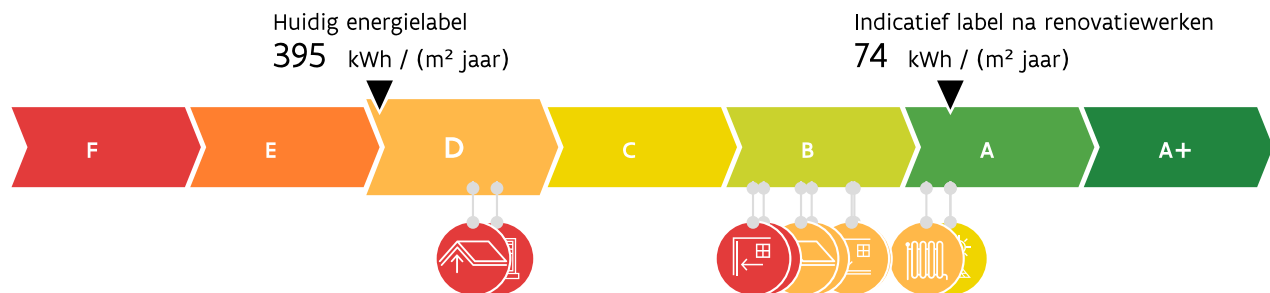 Huidig energielabel
395 kWh / (m² jaar)
Indicatief label na renovatiewerken
74 kWh / (m² jaar)
F E D C B A A+